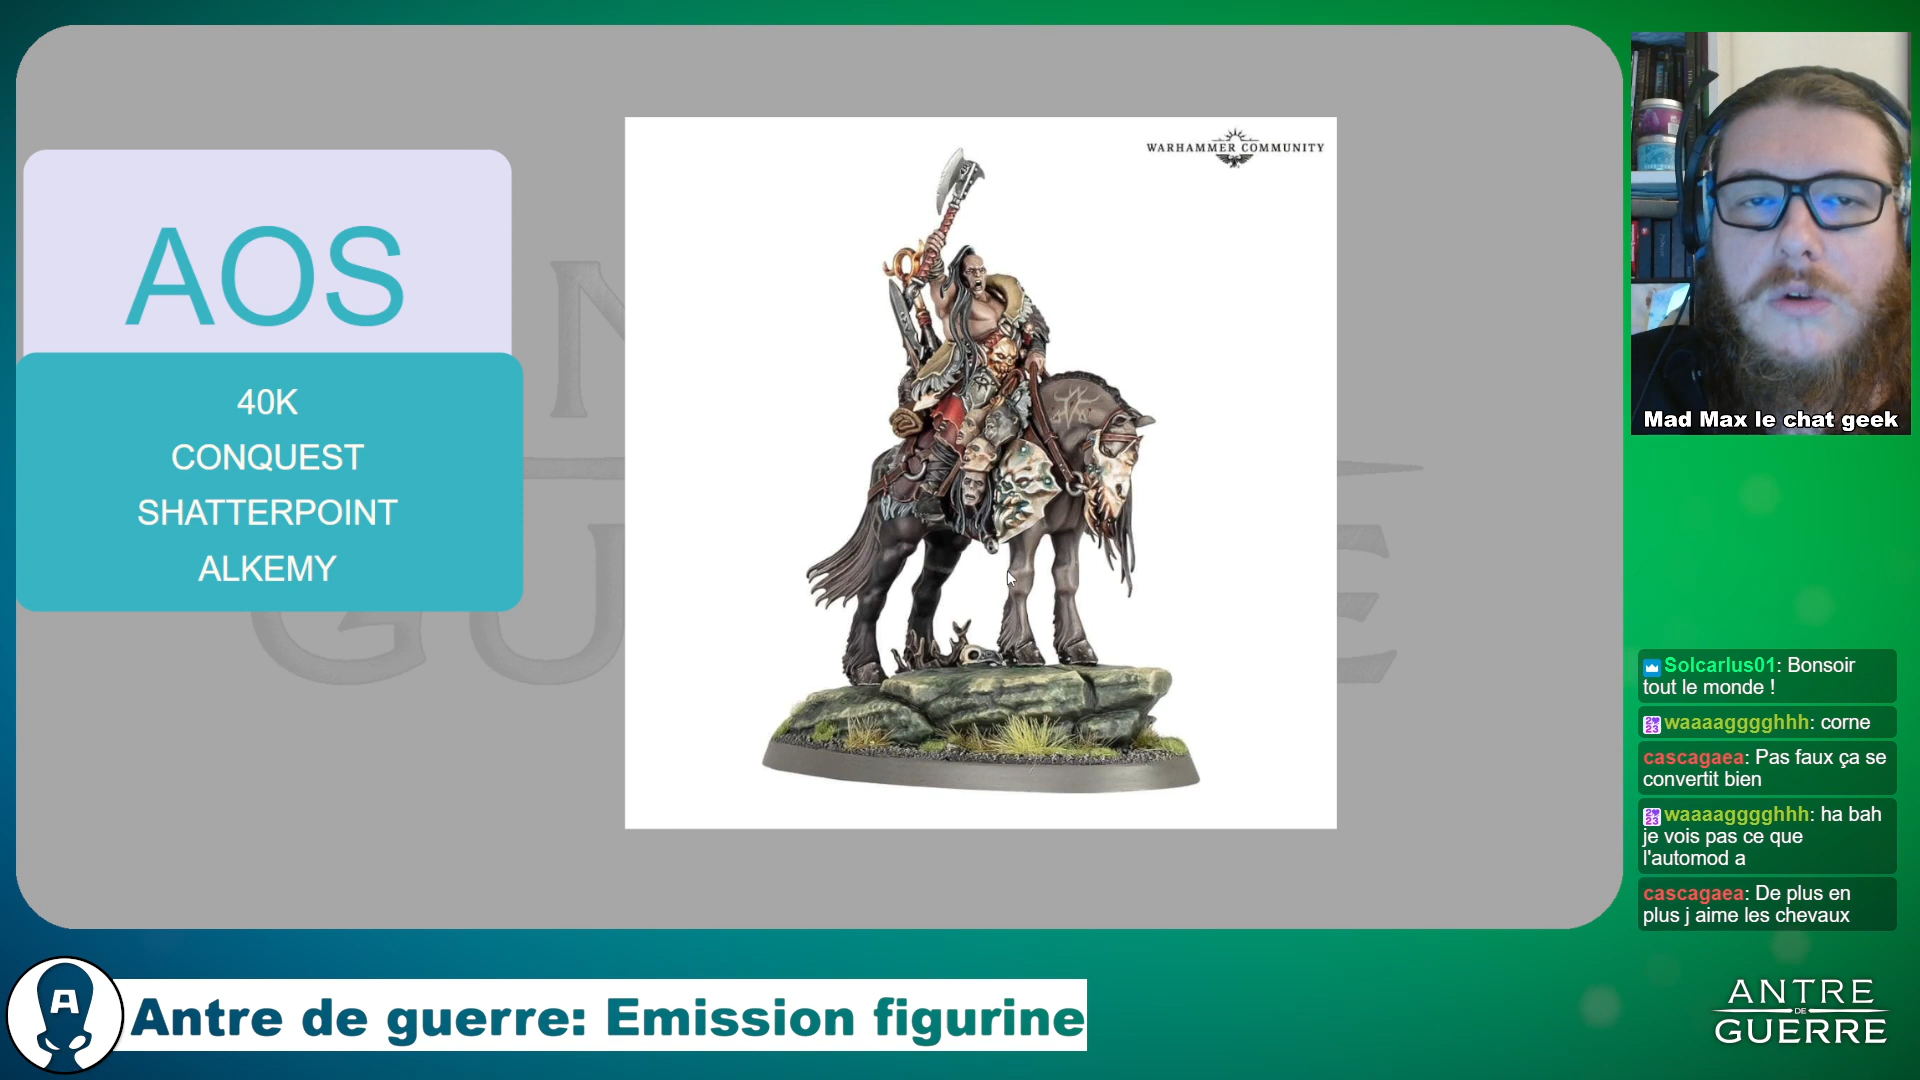 AOS
40K
CONQUEST
SHATTERPOINT
ALKEMY
WARHAMMER COMMUNITY
Mad Max le chat geek
Solcarlus01: Bonsoir
tout le monde !
waaaagggghhh: corne
cascagaea: Pas faux ça se
convertit bien
waaaagggghhh: ha bah
je vois pas ce que
l'automod a
cascagaea: De plus en
plus j aime les chevaux
A
Antre de guerre: Emission figurine
ANTRE
DE
GUERRE